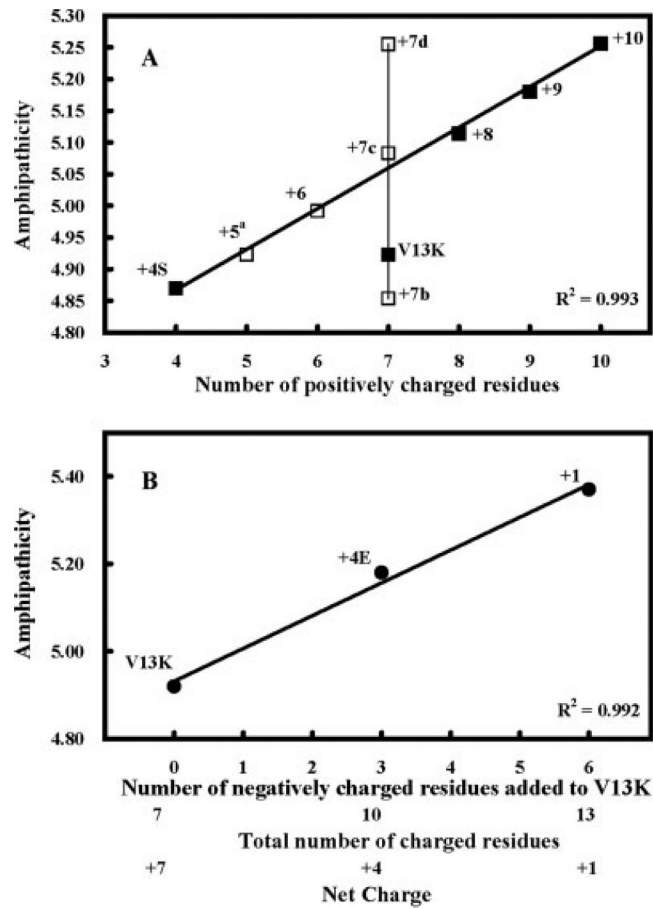 5.30
5.25
5.20
5.15
5.10
5.05
5.00
4.95
4.90
4.85
4.80
Amphipathicity
A
+7d
+10
+9
+8
+7c
+6
+5ª
+4S
V13K
+7b
R² = 0.993
3 4 5 6 7 8 9 10
Number of positively charged residues
5.40
5.20
5.00
4.80
Amphipathicity
B
+1
+4E
V13K
R² = 0.992
0 1 2 3 4 5 6
Number of negatively charged residues added to V13K
7 10 13
Total number of charged residues
+7 +4 +1
Net Charge